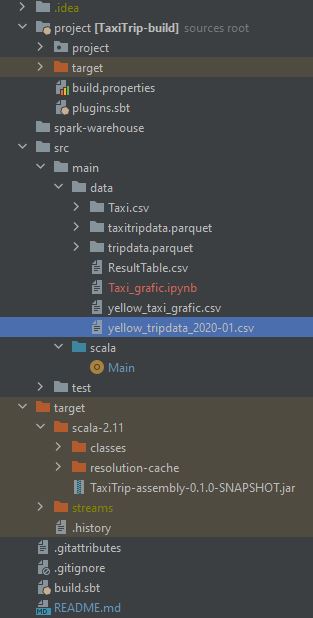 .idea
project [TaxiTrip-build] sources root
project
target
build.properties
plugins.sbt
spark-warehouse
src
main
data
Taxi.csv
taxitripdata.parquet
tripdata.parquet
ResultTable.csv
Taxi_grafic.ipynb
yellow_taxi_grafic.csv
yellow_tripdata_2020-01.csv
scala
Main
test
target
scala-2.11
classes
resolution-cache
TaxiTrip-assembly-0.1.0-SNAPSHOT.jar
streams
.history
.gitattributes
.gitignore
build.sbt
MD README.md